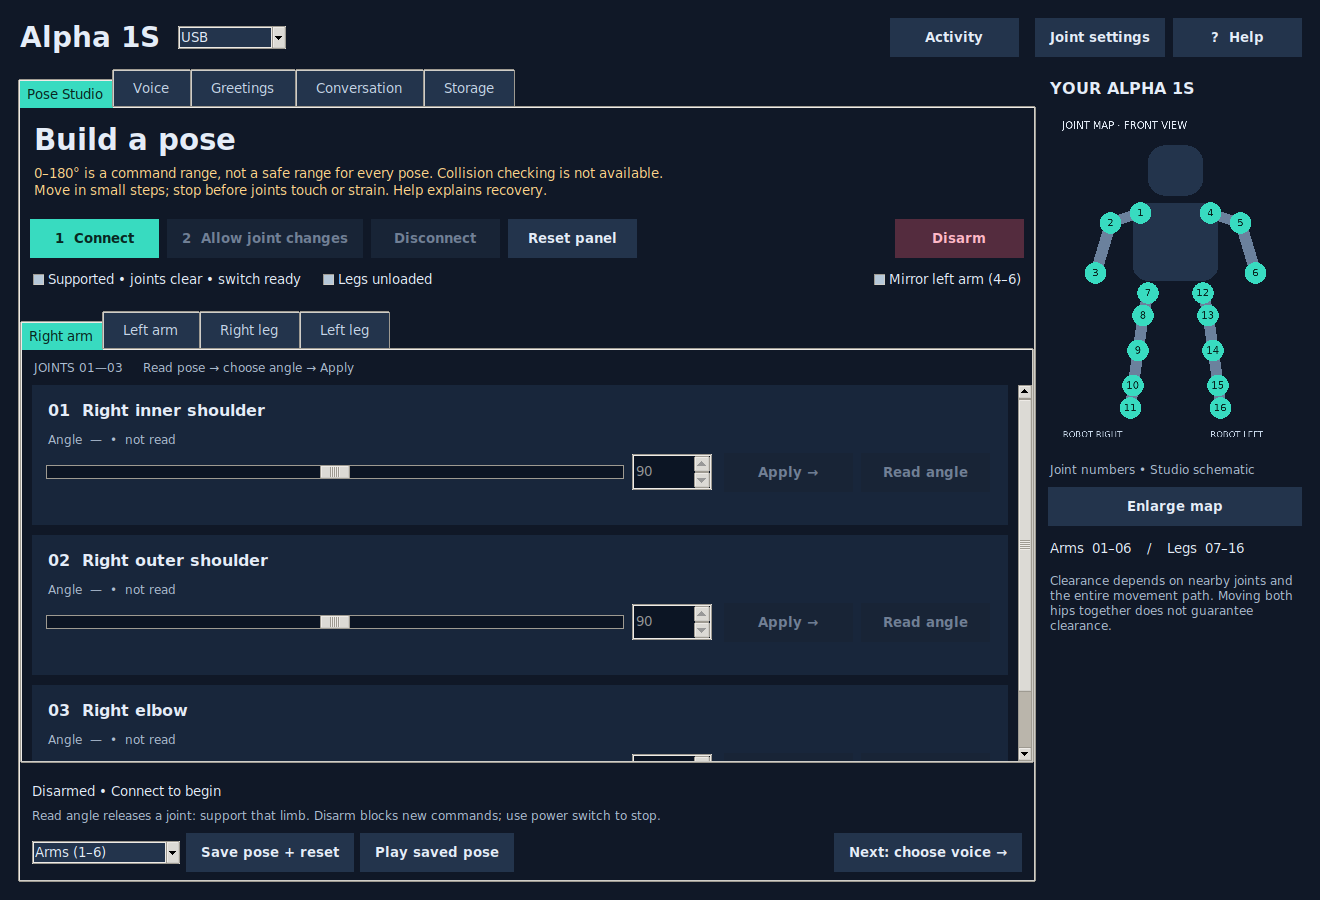 Alpha 1S
USB
Activity
Joint settings
? Help
Pose Studio
Voice
Greetings
Conversation
Storage
Build a pose
0–180° is a command range, not a safe range for every pose. Collision checking is not available.
Move in small steps; stop before joints touch or strain. Help explains recovery.
1 Connect
2 Allow joint changes
Disconnect
Reset panel
Disarm
Supported • joints clear • switch ready
Legs unloaded
Mirror left arm (4–6)
Right arm
Left arm
Right leg
Left leg
JOINTS 01—03 Read pose → choose angle → Apply
01 Right inner shoulder
Angle — • not read
90
Apply →
Read angle
02 Right outer shoulder
Angle — • not read
90
Apply →
Read angle
03 Right elbow
Angle — • not read
Disarmed • Connect to begin
Read angle releases a joint: support that limb. Disarm blocks new commands; use power switch to stop.
Arms (1–6)
Save pose + reset
Play saved pose
Next: choose voice →
YOUR ALPHA 1S
JOINT MAP · FRONT VIEW
1
4
2
5
3
6
7
12
8
13
9
14
10
15
11
16
ROBOT RIGHT
ROBOT LEFT
Joint numbers • Studio schematic
Enlarge map
Arms 01–06 / Legs 07–16
Clearance depends on nearby joints and
the entire movement path. Moving both
hips together does not guarantee
clearance.